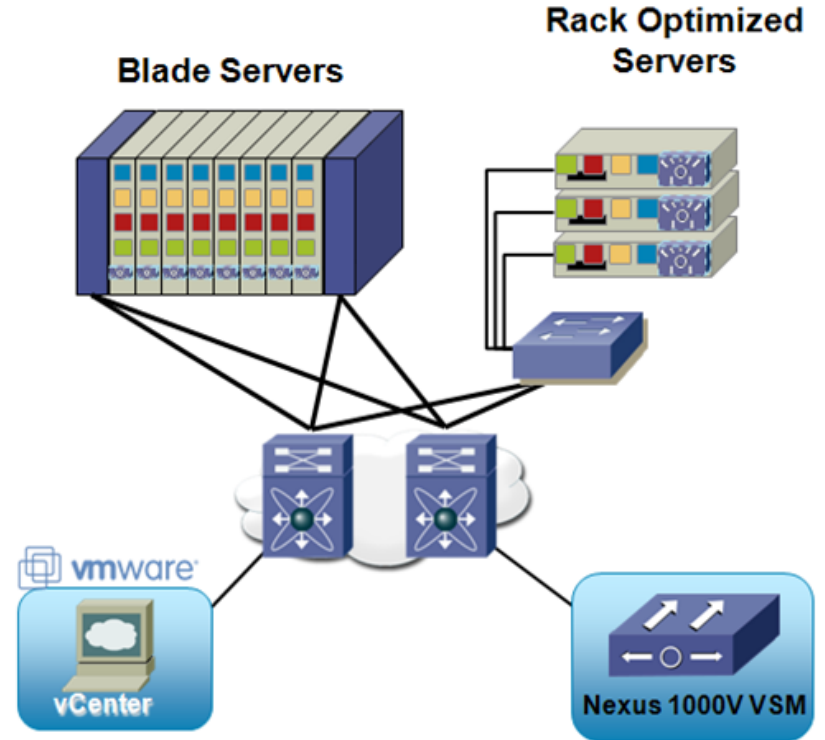 Rack Optimized
Servers
Blade Servers
vmware
vCenter
Nexus 1000V VSM